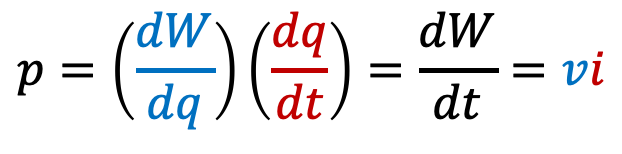 p = (dW/dq)(dq/dt) = dW/dt = vi